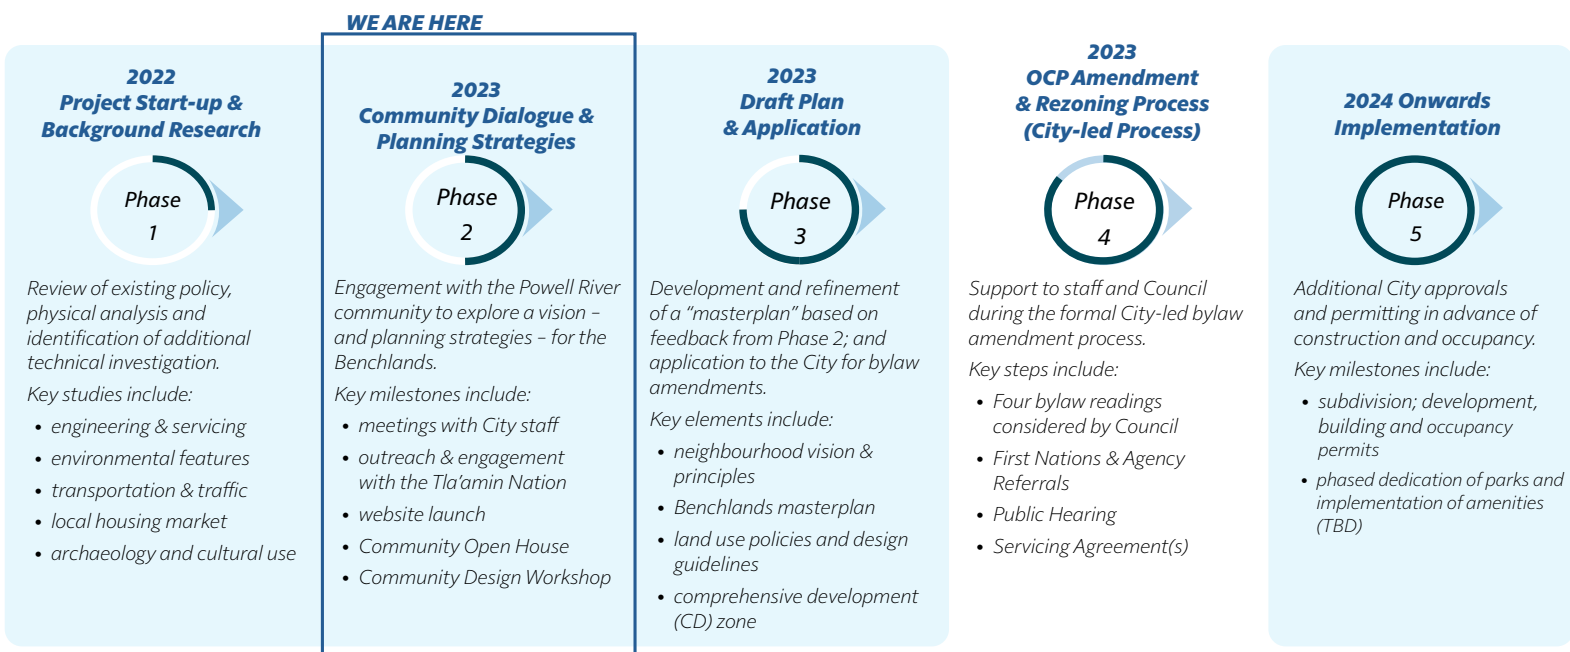 WE ARE HERE
2022
Project Start-up &
Background Research
Phase
1
Review of existing policy,
physical analysis and
identification of additional
technical investigation.
Key studies include:
• engineering & servicing
• environmental features
• transportation & traffic
• local housing market
• archaeology and cultural use
2023
Community Dialogue &
Planning Strategies
Phase
2
Engagement with the Powell River
community to explore a vision –
and planning strategies – for the
Benchlands.
Key milestones include:
• meetings with City staff
• outreach & engagement
with the Tla'amin Nation
• website launch
• Community Open House
• Community Design Workshop
2023
Draft Plan
& Application
Phase
3
Development and refinement
of a “masterplan” based on
feedback from Phase 2; and
application to the City for bylaw
amendments.
Key elements include:
• neighbourhood vision &
principles
• Benchlands masterplan
• land use policies and design
guidelines
• comprehensive development
(CD) zone
2023
OCP Amendment
& Rezoning Process
(City-led Process)
Phase
4
Support to staff and Council
during the formal City-led bylaw
amendment process.
Key steps include:
• Four bylaw readings
considered by Council
• First Nations & Agency
Referrals
• Public Hearing
• Servicing Agreement(s)
2024 Onwards
Implementation
Phase
5
Additional City approvals
and permitting in advance of
construction and occupancy.
Key milestones include:
• subdivision; development,
building and occupancy
permits
• phased dedication of parks and
implementation of amenities
(TBD)